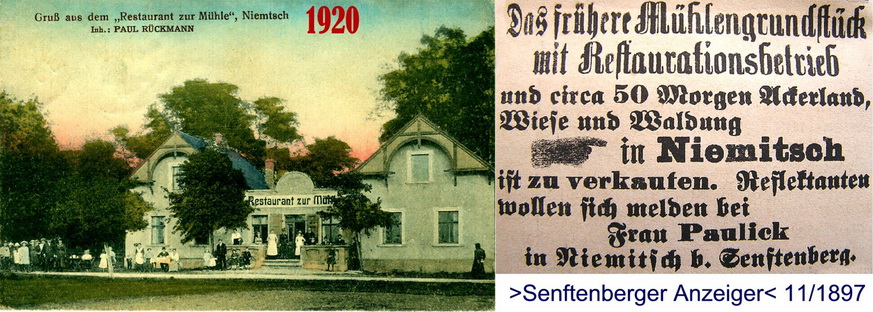 Gruß aus dem „Restaurant zur Mühle", Niemtsch
Inh.: PAUL RÜCKMANN
1920
Restaurant zur Mühl
Das frühere Mühlengrundstück
mit Restaurationsbetrieb
und circa 50 Morgen Ackerland,
Wiese und Waldung
in Niemitsch
ist zu verkaufen. Reflektanten
wollen sich melden bei
Frau Paulick
in Niemitsch b. Senftenberg.
>Senftenberger Anzeiger< 11/1897